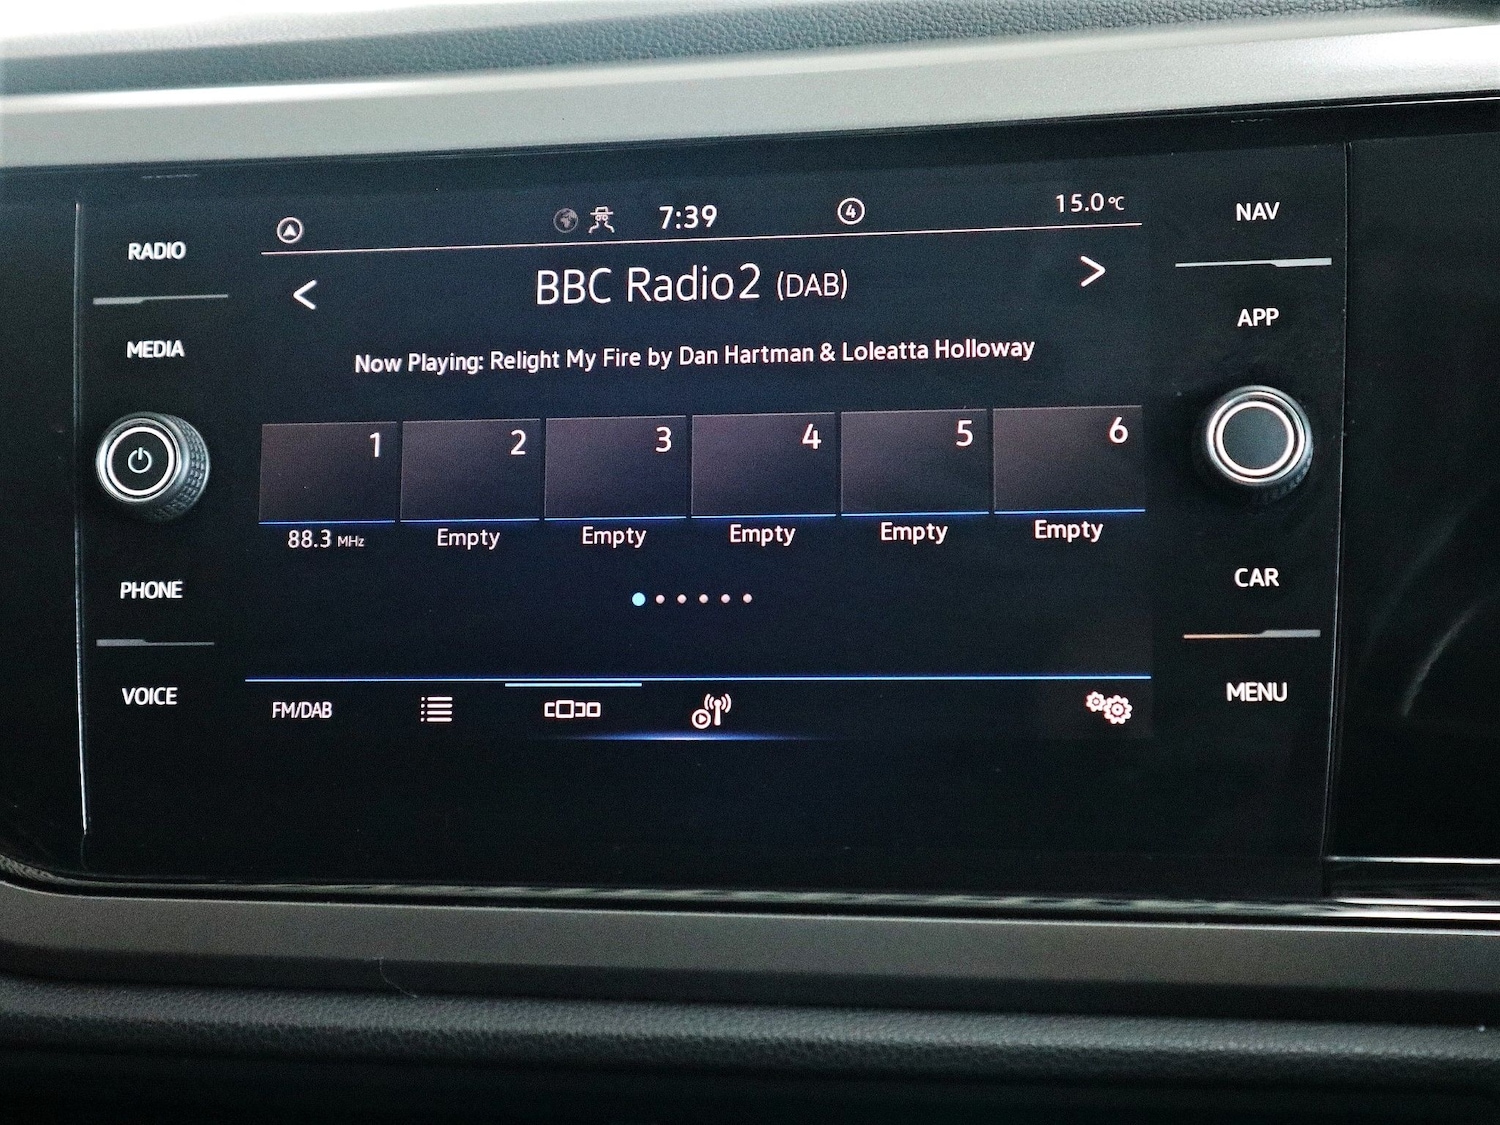 7:39
4
15.0 °C
RADIO
NAV
BBC Radio2 (DAB)
MEDIA
APP
Now Playing: Relight My Fire by Dan Hartman & Loleatta Holloway
1 2 3 4 5 6
88.3 MHz Empty Empty Empty Empty Empty
PHONE
CAR
VOICE
MENU
FM/DAB